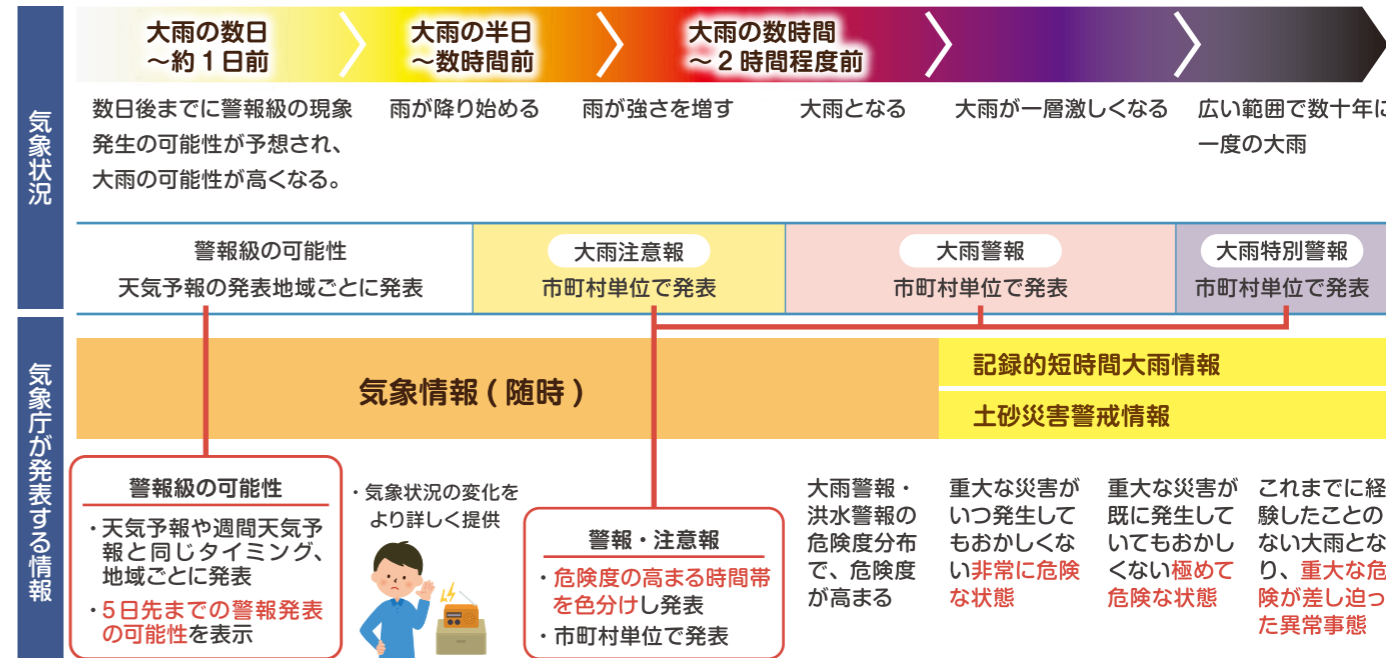 大雨の数日
～約1日前
大雨の半日
～数時間前
大雨の数時間
～2時間程度前
気象状況
数日後までに警報級の現象
発生の可能性が予想され、
大雨の可能性が高くなる。
雨が降り始める
雨が強さを増す
大雨となる
大雨が一層激しくなる
広い範囲で数十年に
一度の大雨
警報級の可能性
天気予報の発表地域ごとに発表
大雨注意報
市町村単位で発表
大雨警報
市町村単位で発表
大雨特別警報
市町村単位で発表
気象庁が発表する情報
気象情報 ( 随時 )
記録的短時間大雨情報
土砂災害警戒情報
警報級の可能性
・天気予報や週間天気予
報と同じタイミング、
地域ごとに発表
・5日先までの警報発表
の可能性を表示
・気象状況の変化を
より詳しく提供
警報・注意報
・危険度の高まる時間帯
を色分けし発表
・市町村単位で発表
大雨警報・
洪水警報の
危険度分布
で、危険度
が高まる
重大な災害が
いつ発生して
もおかしくな
い非常に危険
な状態
重大な災害が
既に発生して
いてもおかし
くない極めて
危険な状態
これまでに経
験したことの
ない大雨とな
り、重大な危
険が差し迫っ
た異常事態